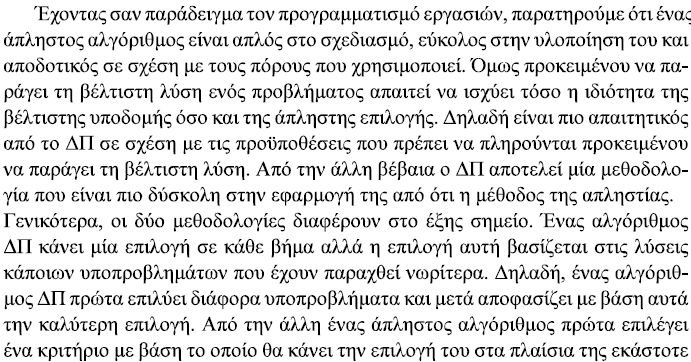 Έχοντας σαν παράδειγμα τον προγραμματισμό εργασιών, παρατηρούμε ότι ένας
άπληστος αλγόριθμος είναι απλός στο σχεδιασμό, εύκολος στην υλοποίηση του και
αποδοτικός σε σχέση με τους πόρους που χρησιμοποιεί. Όμως προκειμένου να πα-
ράγει τη βέλτιστη λύση ενός προβλήματος απαιτεί να ισχύει τόσο η ιδιότητα της
βέλτιστης υποδομής όσο και της άπληστης επιλογής. Δηλαδή είναι πιο απαιτητικός
από το ΔΠ σε σχέση με τις προϋποθέσεις που πρέπει να πληρούνται προκειμένου
να παράγει τη βέλτιστη λύση. Από την άλλη βέβαια ο ΔΠ αποτελεί μία μεθοδολο-
γία που είναι πιο δύσκολη στην εφαρμογή της από ότι η μέθοδος της απληστίας.
Γενικότερα, οι δύο μεθοδολογίες διαφέρουν στο έξης σημείο. Ένας αλγόριθμος
ΔΠ κάνει μία επιλογή σε κάθε βήμα αλλά η επιλογή αυτή βασίζεται στις λύσεις
κάποιων υποπροβλημάτων που έχουν παραχθεί νωρίτερα. Δηλαδή, ένας αλγόριθ-
μος ΔΠ πρώτα επιλύει διάφορα υποπροβλήματα και μετά αποφασίζει με βάση αυτά
την καλύτερη επιλογή. Από την άλλη ένας άπληστος αλγόριθμος πρώτα επιλέγει
ένα κριτήριο με βάση το οποίο θα κάνει την επιλογή του στα πλαίσια της εκάστοτε